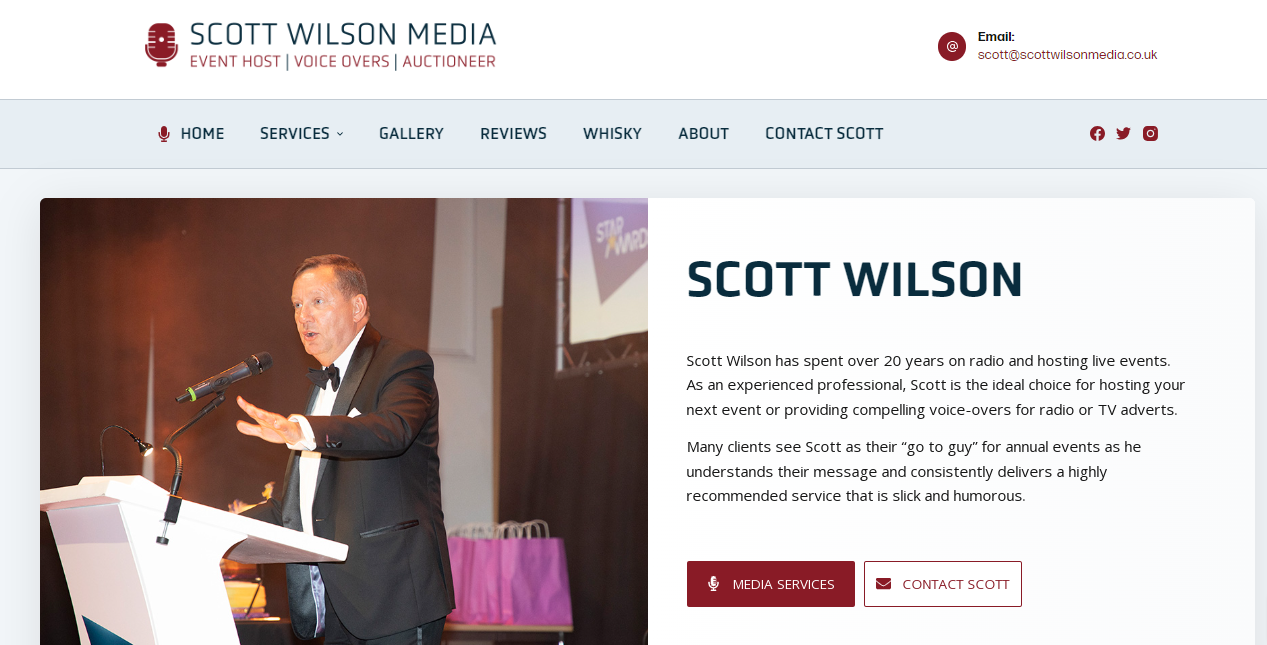 SCOTT WILSON MEDIA
EVENT HOST | VOICE OVERS | AUCTIONEER
@
Email:
scott@scottwilsonmedia.co.uk
HOME SERVICES GALLERY REVIEWS WHISKY ABOUT CONTACT SCOTT
STAR
AWARD
SCOTT WILSON
Scott Wilson has spent over 20 years on radio and hosting live events.
As an experienced professional, Scott is the ideal choice for hosting your
next event or providing compelling voice-overs for radio or TV adverts.
Many clients see Scott as their “go to guy” for annual events as he
understands their message and consistently delivers a highly
recommended service that is slick and humorous.
MEDIA SERVICES CONTACT SCOTT